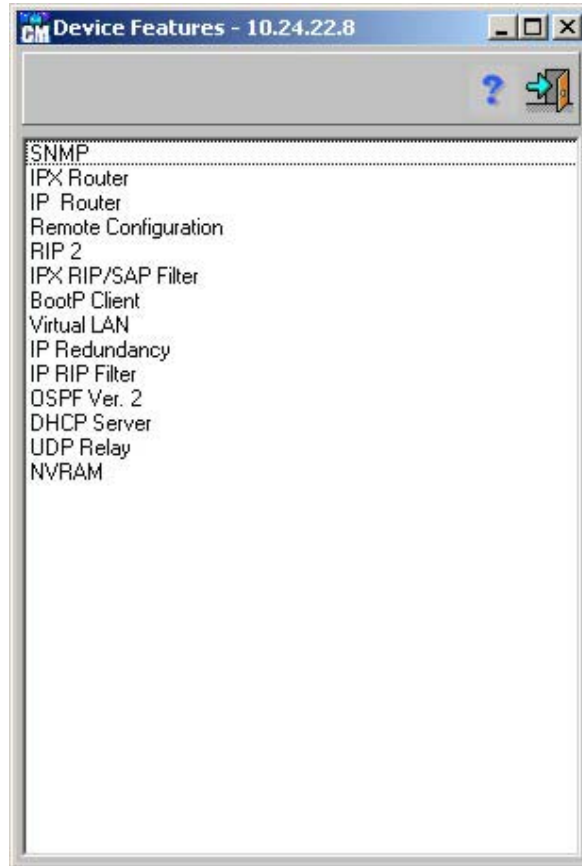 CM Device Features - 10.24.22.8
?
SNMP
IPX Router
IP  Router
Remote Configuration
RIP 2
IPX RIP/SAP Filter
BootP Client
Virtual LAN
IP Redundancy
IP RIP Filter
OSPF Ver. 2
DHCP Server
UDP Relay
NVRAM